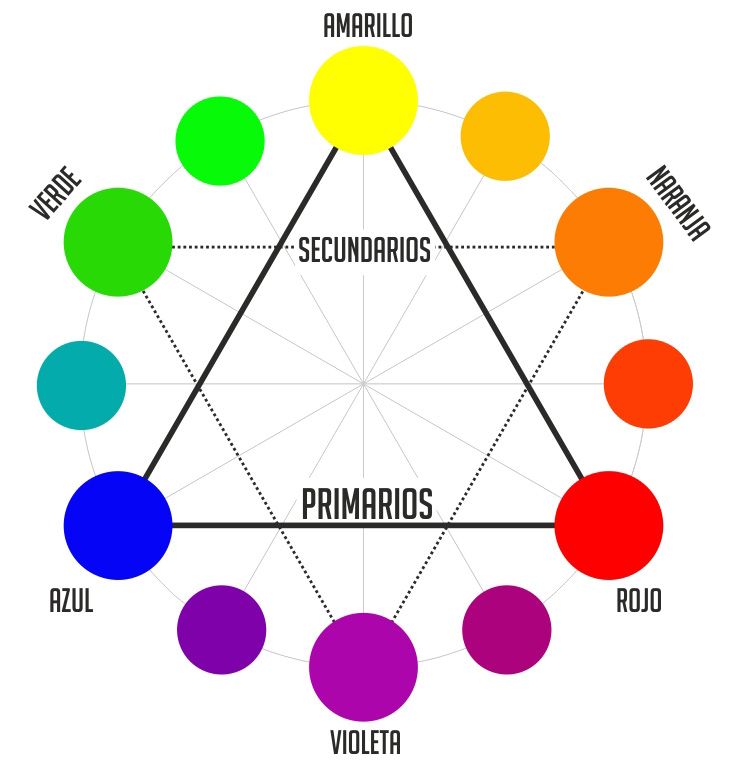 AMARILLO
VERDE
NARANJA
SECUNDARIOS
PRIMARIOS
AZUL
ROJO
VIOLETA